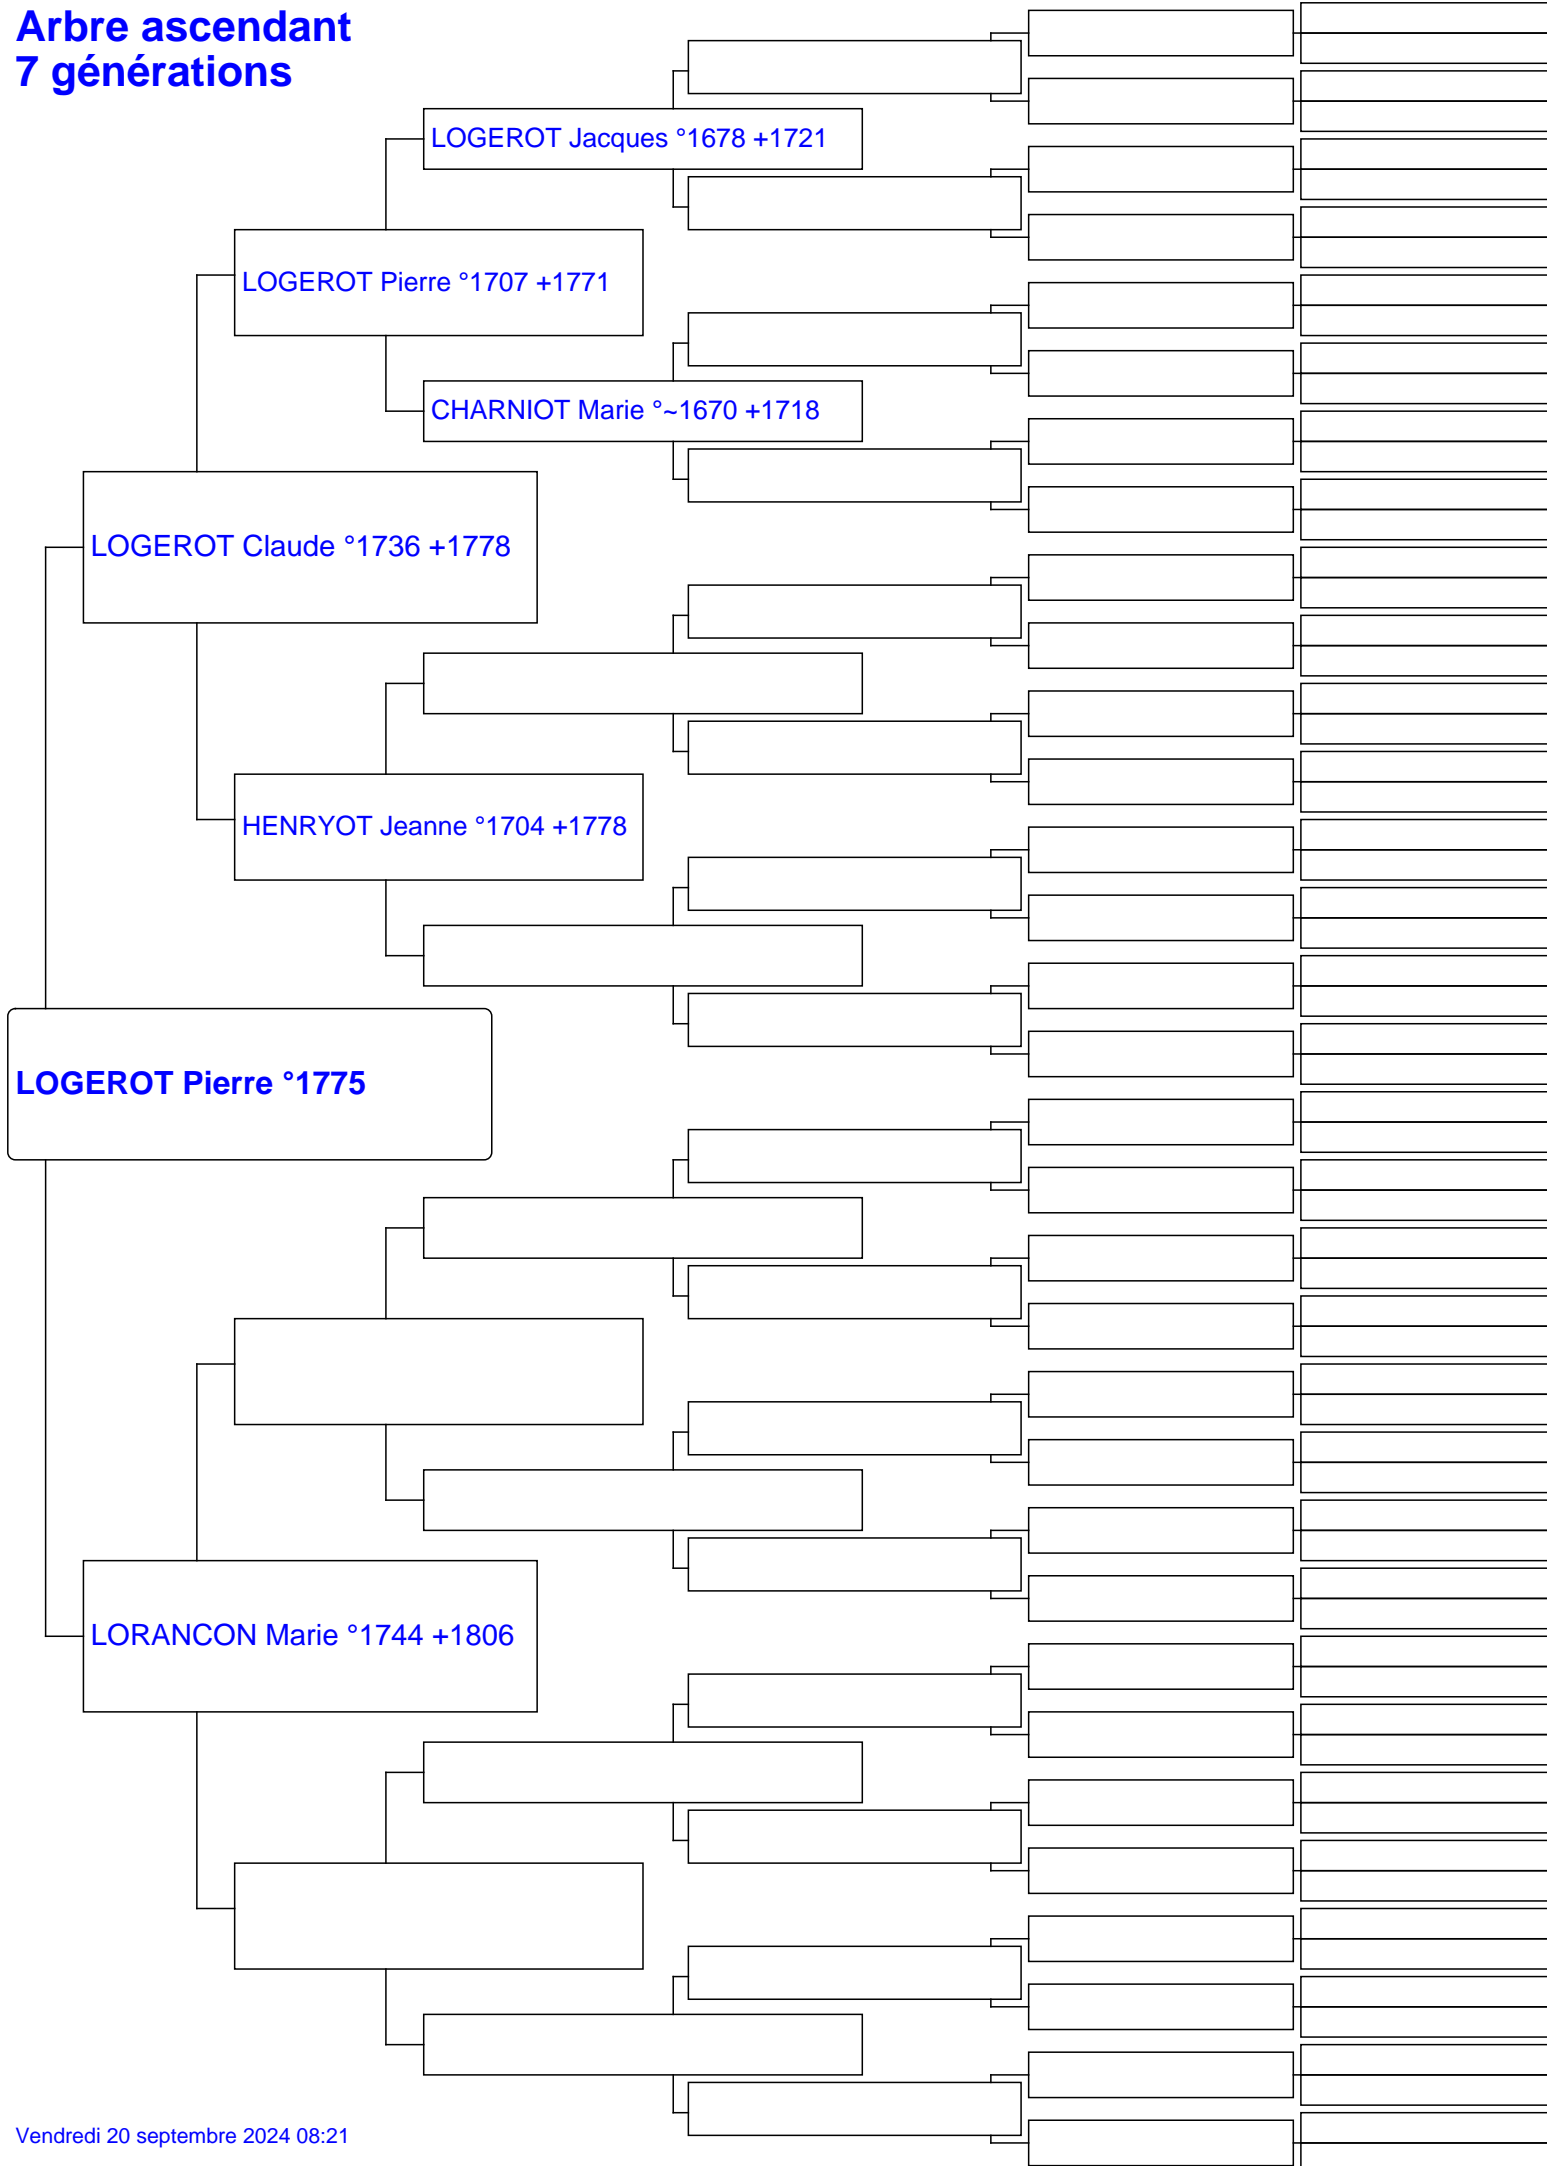 Arbre ascendant
7 générations
LOGEROT Jacques °1678 +1721
LOGEROT Pierre °1707 +1771
CHARNIOT Marie °~1670 +1718
LOGEROT Claude °1736 +1778
HENRYOT Jeanne °1704 +1778
LOGEROT Pierre °1775
LORANCON Marie °1744 +1806
Vendredi 20 septembre 2024 08:21